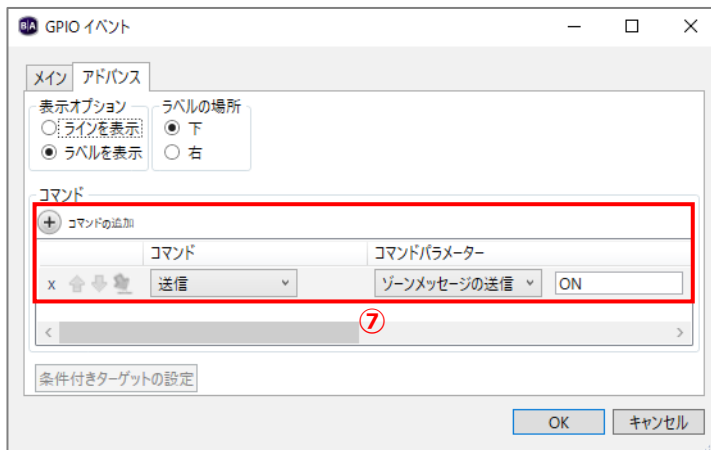 BA GPIO イベント
メイン アドバンス
表示オプション ラベルの場所
ラインを表示 下
ラベルを表示 右
コマンド
コマンドの追加
コマンド コマンドパラメーター
x 送信 ゾーンメッセージの送信 ON
⑦
条件付きターゲットの設定
OK キャンセル